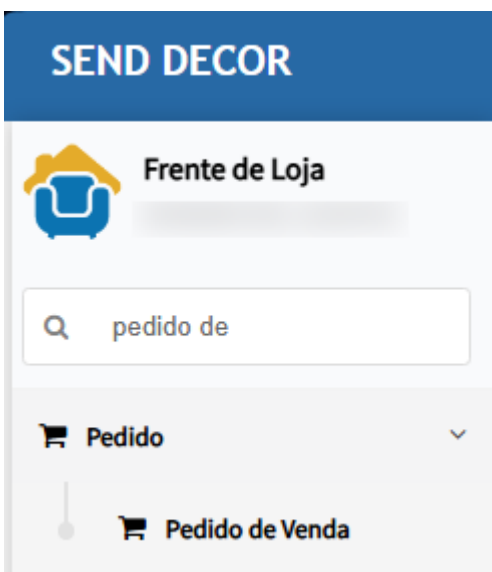 SEND DECOR
Frente de Loja
pedido de
Pedido
Pedido de Venda